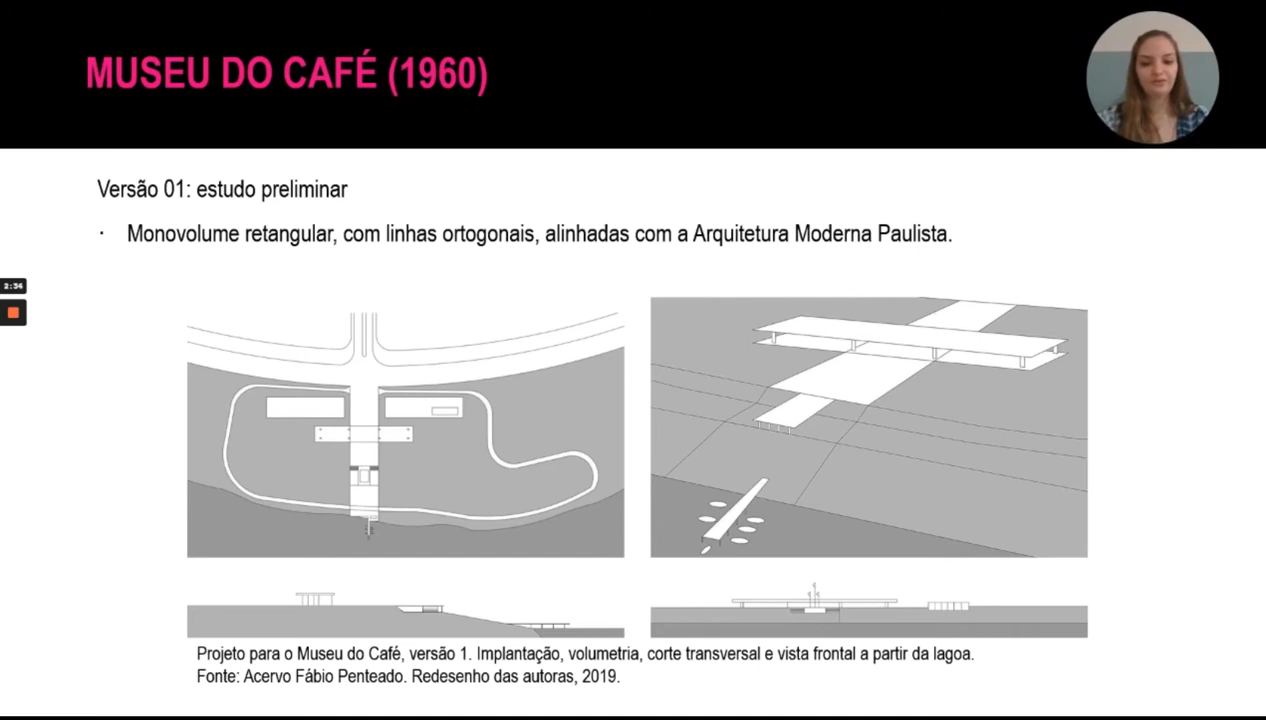 MUSEU DO CAFÉ (1960)
Versão 01: estudo preliminar
· Monovolume retangular, com linhas ortogonais, alinhadas com a Arquitetura Moderna Paulista.
2:34
Projeto para o Museu do Café, versão 1. Implantação, volumetria, corte transversal e vista frontal a partir da lagoa.
Fonte: Acervo Fábio Penteado. Redesenho das autoras, 2019.